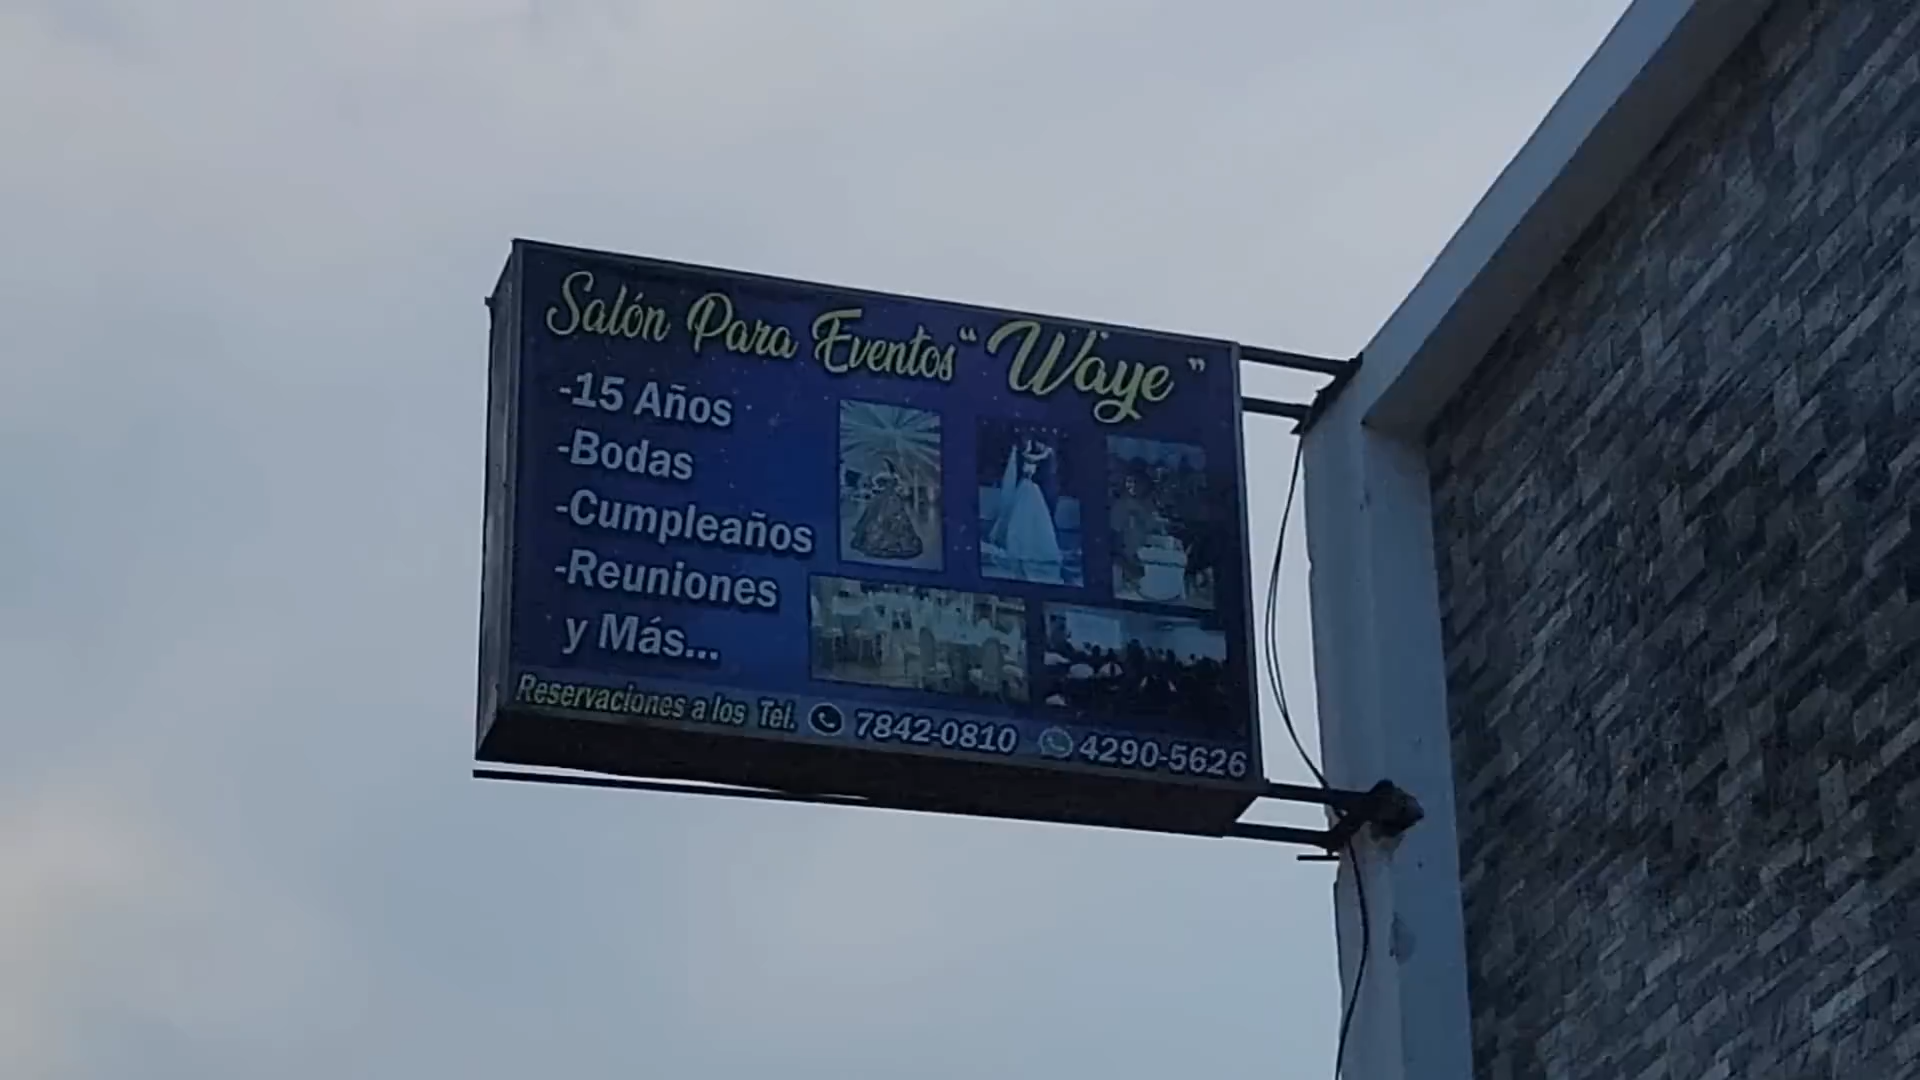 Salón Para Eventos "Waye"
-15 Años
-Bodas
-Cumpleaños
-Reuniones
y Más...
Reservaciones a los Tel. 7842-0810 4290-5626